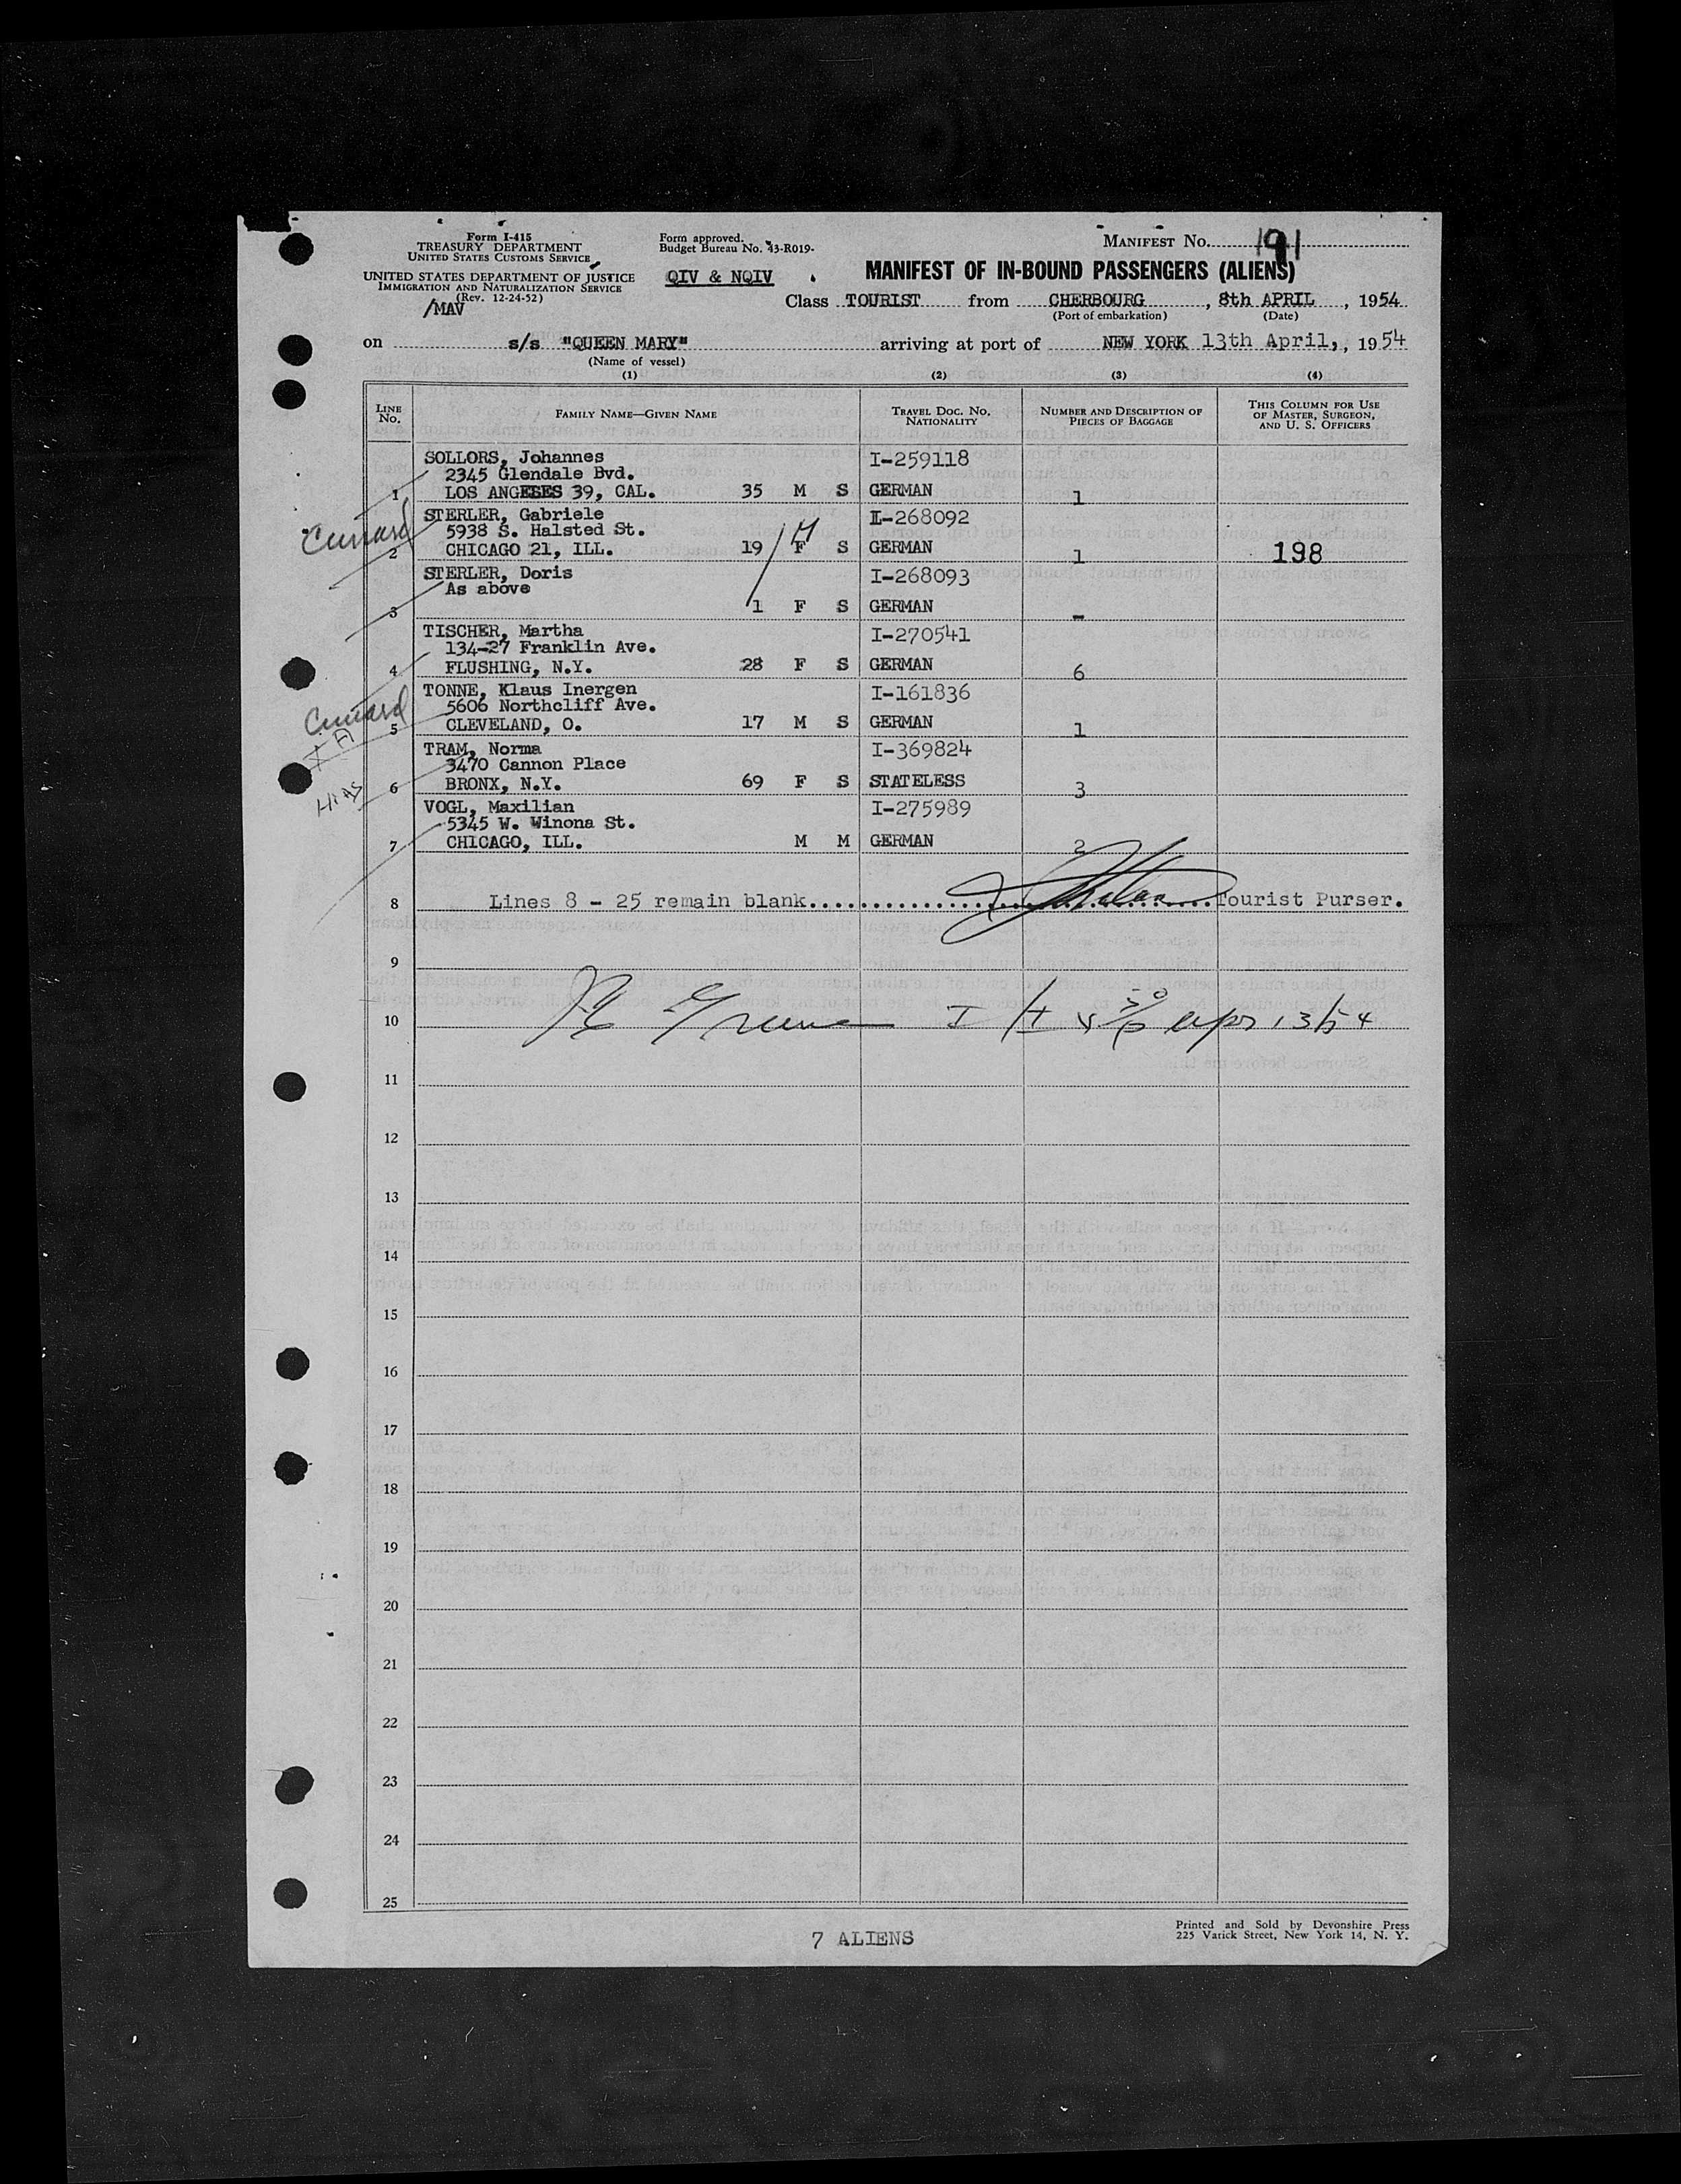 Form I-415
TREASURY DEPARTMENT
UNITED STATES CUSTOMS SERVICE
UNITED STATES DEPARTMENT OF JUSTICE
IMMIGRATION AND NATURALIZATION SERVICE
(Rev. 12-24-52)
/MAV
Form approved.
Budget Bureau No. 43-R019-
QIV & NQIV
MANIFEST No. 191
MANIFEST OF IN-BOUND PASSENGERS (ALIENS)
Class TOURIST from CHERBOURG, 8th APRIL, 1954
(Port of embarkation) (Date)
on s/s "QUEEN MARY" arriving at port of NEW YORK 13th April,, 1954
(Name of vessel)
(1) (2) (3) (4)
LINE No. FAMILY NAME—GIVEN NAME TRAVEL DOC. NO. NATIONALITY NUMBER AND DESCRIPTION OF PIECES OF BAGGAGE THIS COLUMN FOR USE OF MASTER, SURGEON, AND U. S. OFFICERS
SOLLORS, Johannes I-259118
2345 Glendale Bvd.
1 LOS ANGESES 39, CAL. 35 M S GERMAN 1
Cunard
STERLER, Gabriele I-268092
5938 S. Halsted St.
2 CHICAGO 21, ILL. 19 F M S GERMAN 1 198
STERLER, Doris I-268093
As above
3 1 F S GERMAN -
TISCHER, Martha I-270541
134-27 Franklin Ave.
4 FLUSHING, N.Y. 28 F S GERMAN 6
Cunard
TONNE, Klaus Inergen I-161836
5606 Northcliff Ave.
5 CLEVELAND, O. 17 M S GERMAN 1
TRAM, Norma I-369824
3470 Cannon Place
HIAS
6 BRONX, N.Y. 69 F S STATELESS 3
VOGL, Maxilian I-275989
5345 W. Winona St.
7 CHICAGO, ILL. M M GERMAN 2
8 Lines 8 - 25 remain blank. Tourist Purser.
9
10 Apr 13/54
11
12
13
14
15
16
17
18
19
20
21
22
23
24
25
7 ALIENS
Printed and Sold by Devonshire Press
225 Varick Street, New York 14, N. Y.